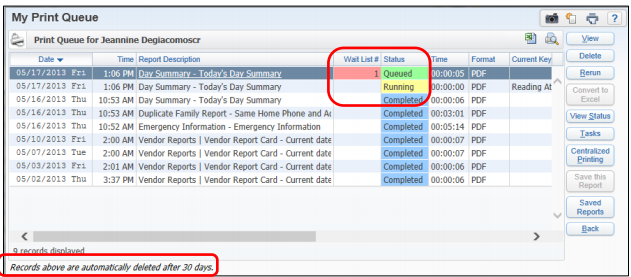 My Print Queue
Print Queue for Jeannine Degiacomoscr
Date Time Report Description Wait List # Status Time Format Current Key
05/17/2013 Fri 1:06 PM Day Summary - Today's Day Summary 1 Queued 00:00:05 PDF
05/17/2013 Fri 1:06 PM Day Summary - Today's Day Summary Running 00:00:00 PDF Reading At
05/16/2013 Thu 10:53 AM Day Summary - Today's Day Summary Completed 00:00:06 PDF
05/16/2013 Thu 10:53 AM Duplicate Family Report - Same Home Phone and Ac Completed 00:03:01 PDF
05/16/2013 Thu 10:52 AM Emergency Information - Emergency Information Completed 00:05:14 PDF
05/10/2013 Fri 2:00 AM Vendor Reports | Vendor Report Card - Current date Completed 00:00:07 PDF
05/07/2013 Tue 2:00 AM Vendor Reports | Vendor Report Card - Current date Completed 00:00:07 PDF
05/03/2013 Fri 2:01 AM Vendor Reports | Vendor Report Card - Current date Completed 00:00:06 PDF
05/02/2013 Thu 3:37 PM Vendor Reports | Vendor Report Card - Current date Completed 00:00:06 PDF
9 records displayed
Records above are automatically deleted after 30 days.
View
Delete
Rerun
Convert to
Excel
View Status
Tasks
Centralized
Printing
Save this
Report
Saved
Reports
Back